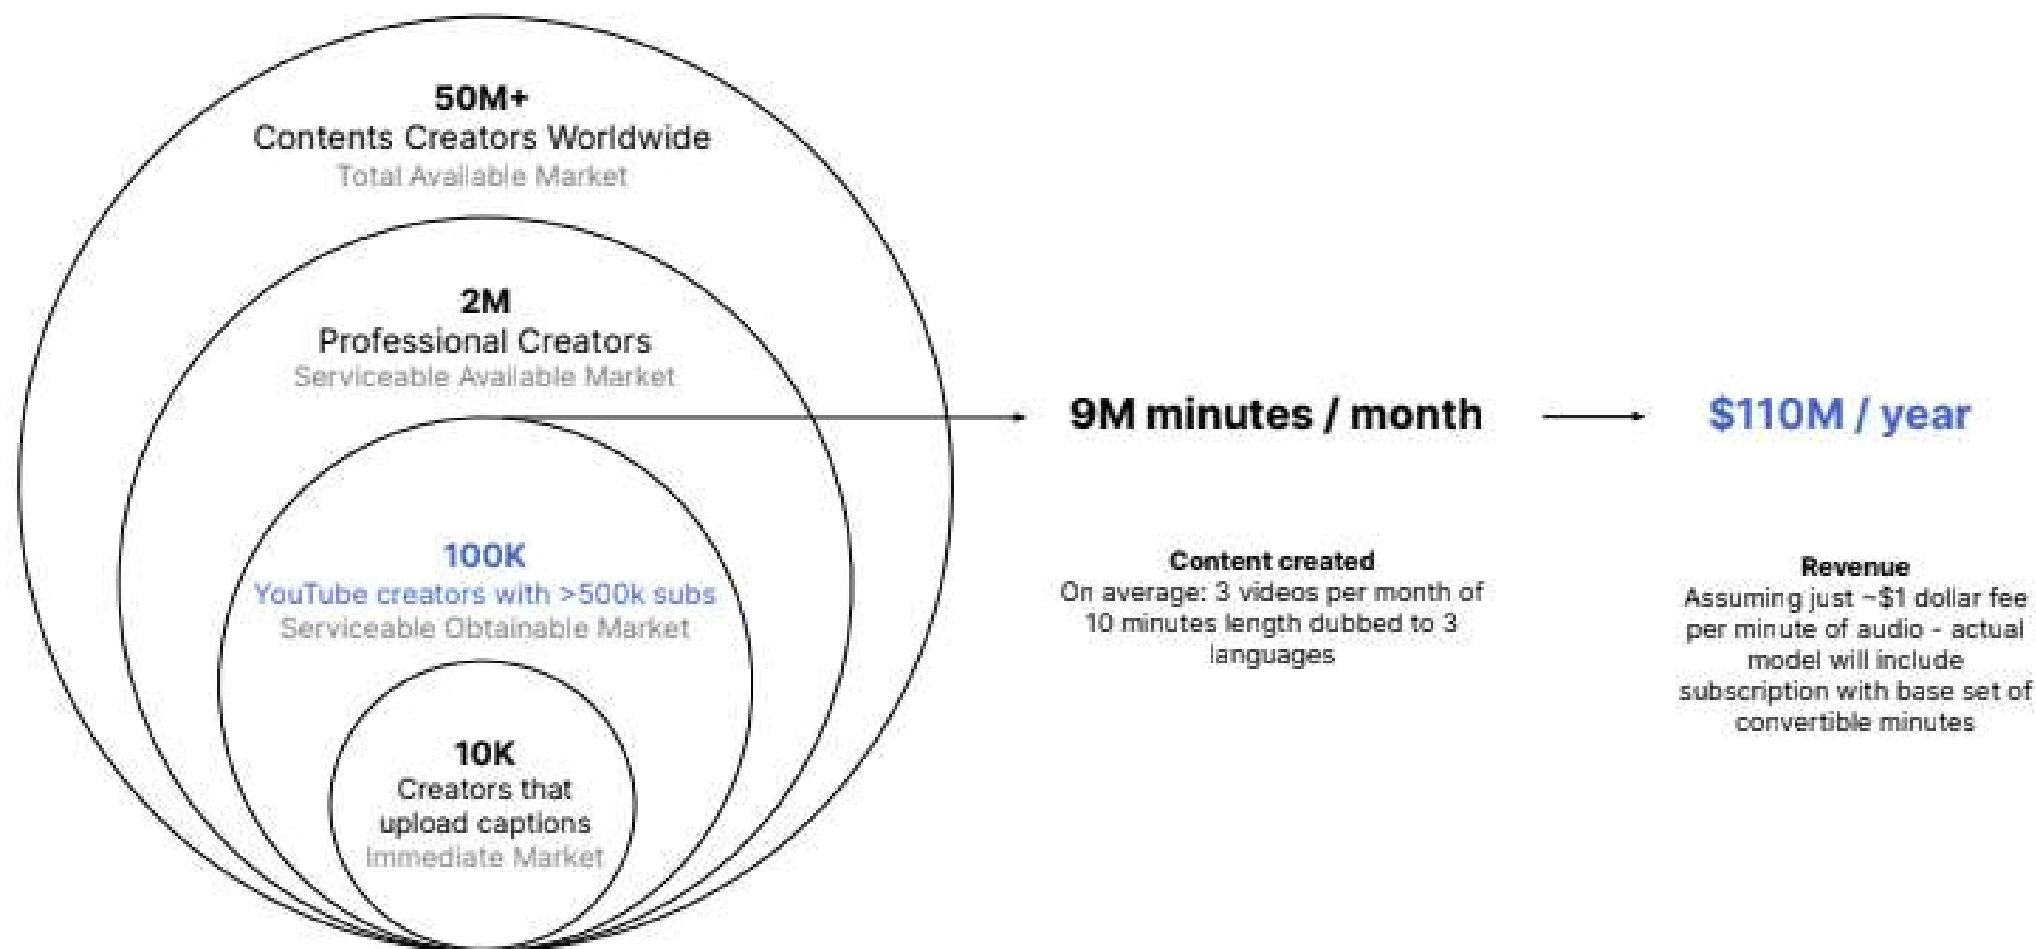 50M+
Contents Creators Worldwide
Total Available Market
2M
Professional Creators
Serviceable Available Market
9M minutes / month
$110M / year
100K
YouTube creators with >500k subs
Serviceable Obtainable Market
Content created
On average: 3 videos per month of
10 minutes length dubbed to 3
languages
Revenue
Assuming just ~$1 dollar fee
per minute of audio - actual
model will include
subscription with base set of
convertible minutes
10K
Creators that
upload captions
Immediate Market